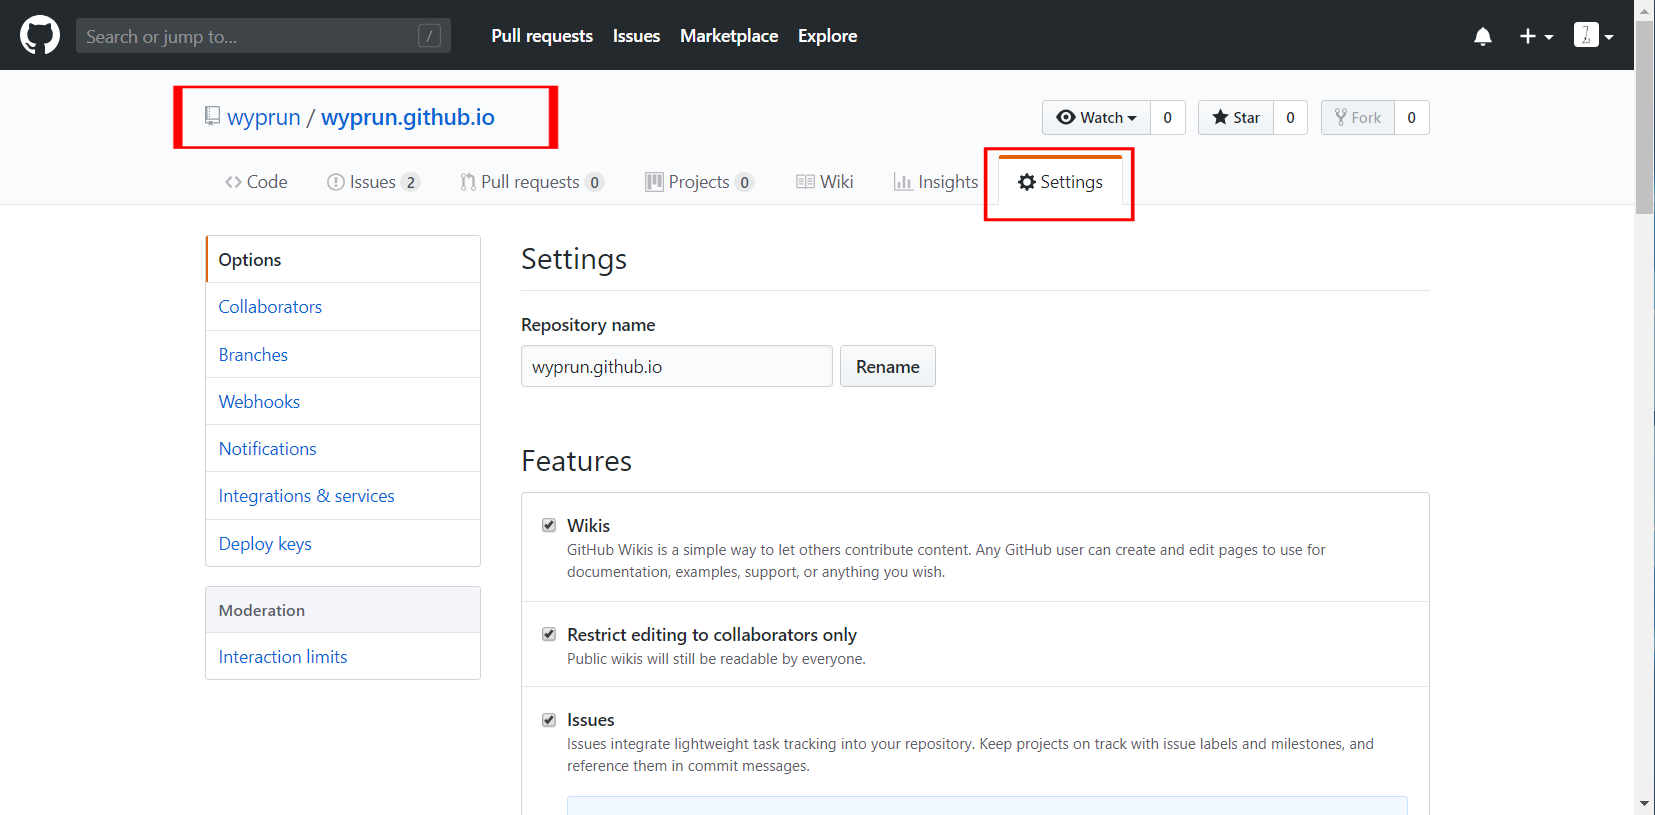 Search or jump to... /
Pull requests Issues Marketplace Explore
wyprun / wyprun.github.io
Watch 0 Star 0 Fork 0
Code Issues 2 Pull requests 0 Projects 0 Wiki Insights Settings
Options
Collaborators
Branches
Webhooks
Notifications
Integrations & services
Deploy keys
Moderation
Interaction limits
Settings
Repository name
wyprun.github.io Rename
Features
Wikis
GitHub Wikis is a simple way to let others contribute content. Any GitHub user can create and edit pages to use for
documentation, examples, support, or anything you wish.
Restrict editing to collaborators only
Public wikis will still be readable by everyone.
Issues
Issues integrate lightweight task tracking into your repository. Keep projects on track with issue labels and milestones, and
reference them in commit messages.